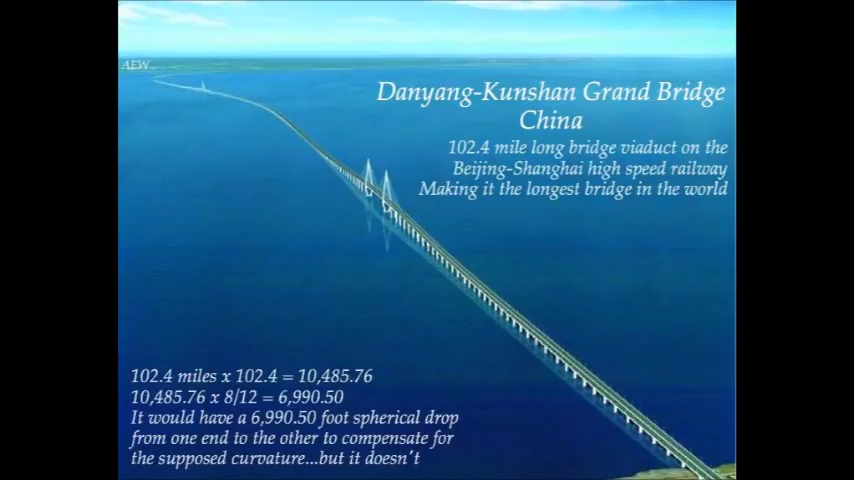 AEW
Danyang-Kunshan Grand Bridge
China
102.4 mile long bridge viaduct on the
Beijing-Shanghai high speed railway
Making it the longest bridge in the world
102.4 miles x 102.4 = 10,485.76
10,485.76 x 8/12 = 6,990.50
It would have a 6,990.50 foot spherical drop
from one end to the other to compensate for
the supposed curvature...but it doesn't